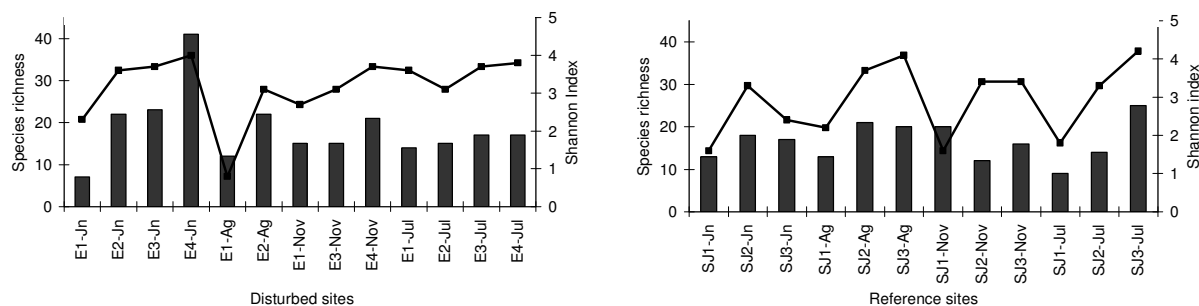 Species richness
40
30
20
10
0
5
4
3
2
1
0
Shannon Index
E1-Jn
E2-Jn
E3-Jn
E4-Jn
E1-Ag
E2-Ag
E1-Nov
E3-Nov
E4-Nov
E1-Jul
E2-Jul
E3-Jul
E4-Jul
Disturbed sites
Species richness
40
30
20
10
0
5
4
3
2
1
0
Shannon index
SJ1-Jn
SJ2-Jn
SJ3-Jn
SJ1-Ag
SJ2-Ag
SJ3-Ag
SJ1-Nov
SJ2-Nov
SJ3-Nov
SJ1-Jul
SJ2-Jul
SJ3-Jul
Reference sites